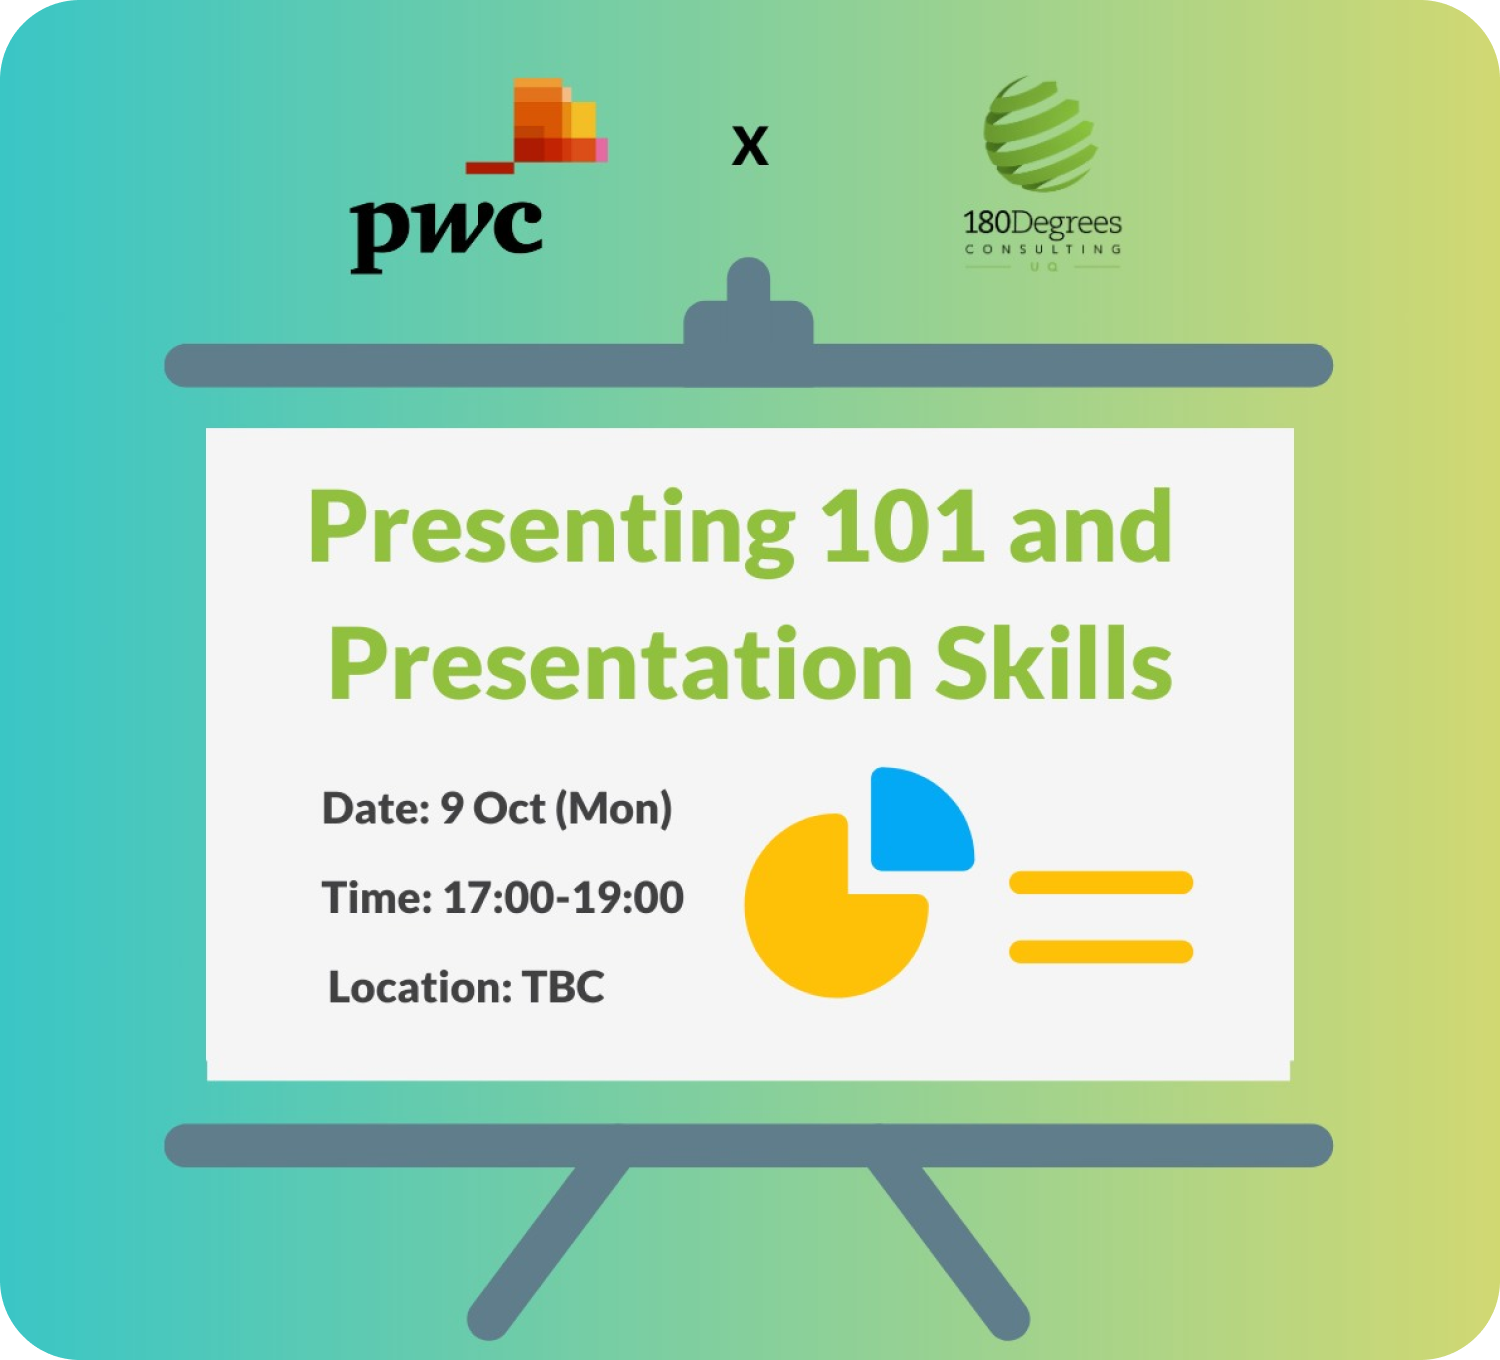 pwc
X
180Degrees
CONSULTING
UQ
Presenting 101 and
Presentation Skills
Date: 9 Oct (Mon)
Time: 17:00-19:00
Location: TBC